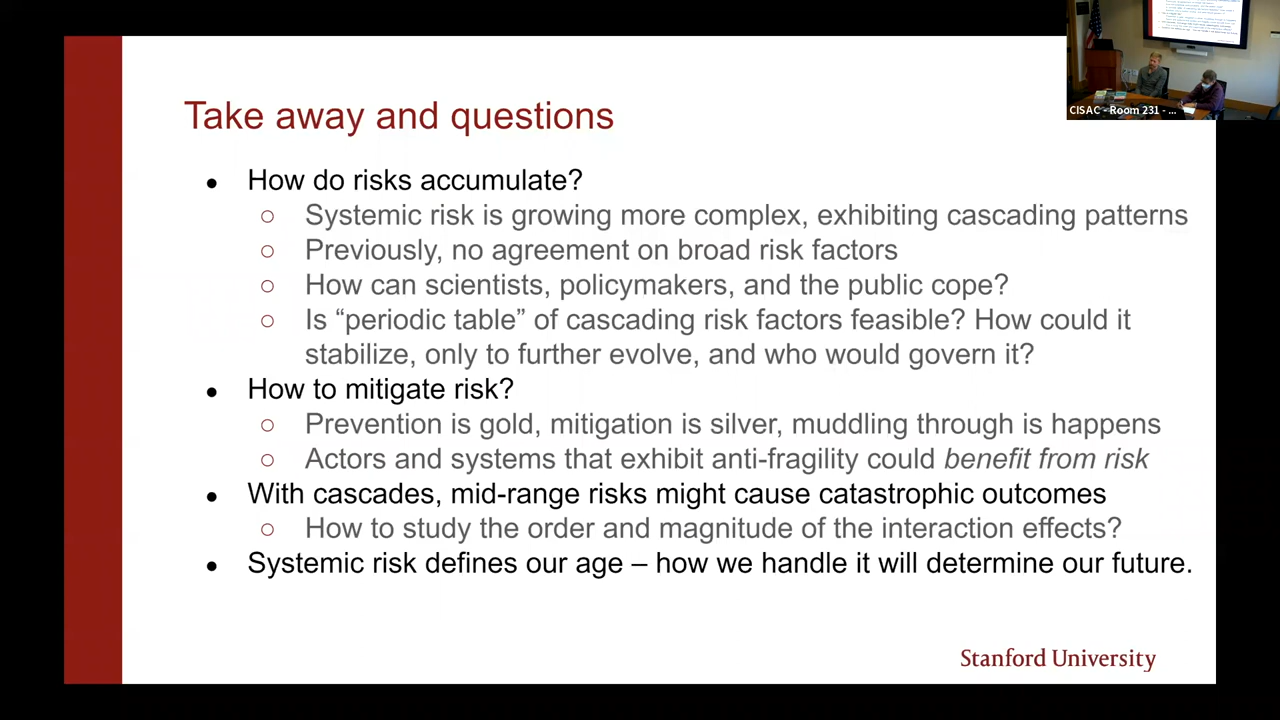 CISAC - Room 231 - ...
Take away and questions
● How do risks accumulate?
○ Systemic risk is growing more complex, exhibiting cascading patterns
○ Previously, no agreement on broad risk factors
○ How can scientists, policymakers, and the public cope?
○ Is “periodic table” of cascading risk factors feasible? How could it
stabilize, only to further evolve, and who would govern it?
● How to mitigate risk?
○ Prevention is gold, mitigation is silver, muddling through is happens
○ Actors and systems that exhibit anti-fragility could benefit from risk
● With cascades, mid-range risks might cause catastrophic outcomes
○ How to study the order and magnitude of the interaction effects?
● Systemic risk defines our age – how we handle it will determine our future.
Stanford University